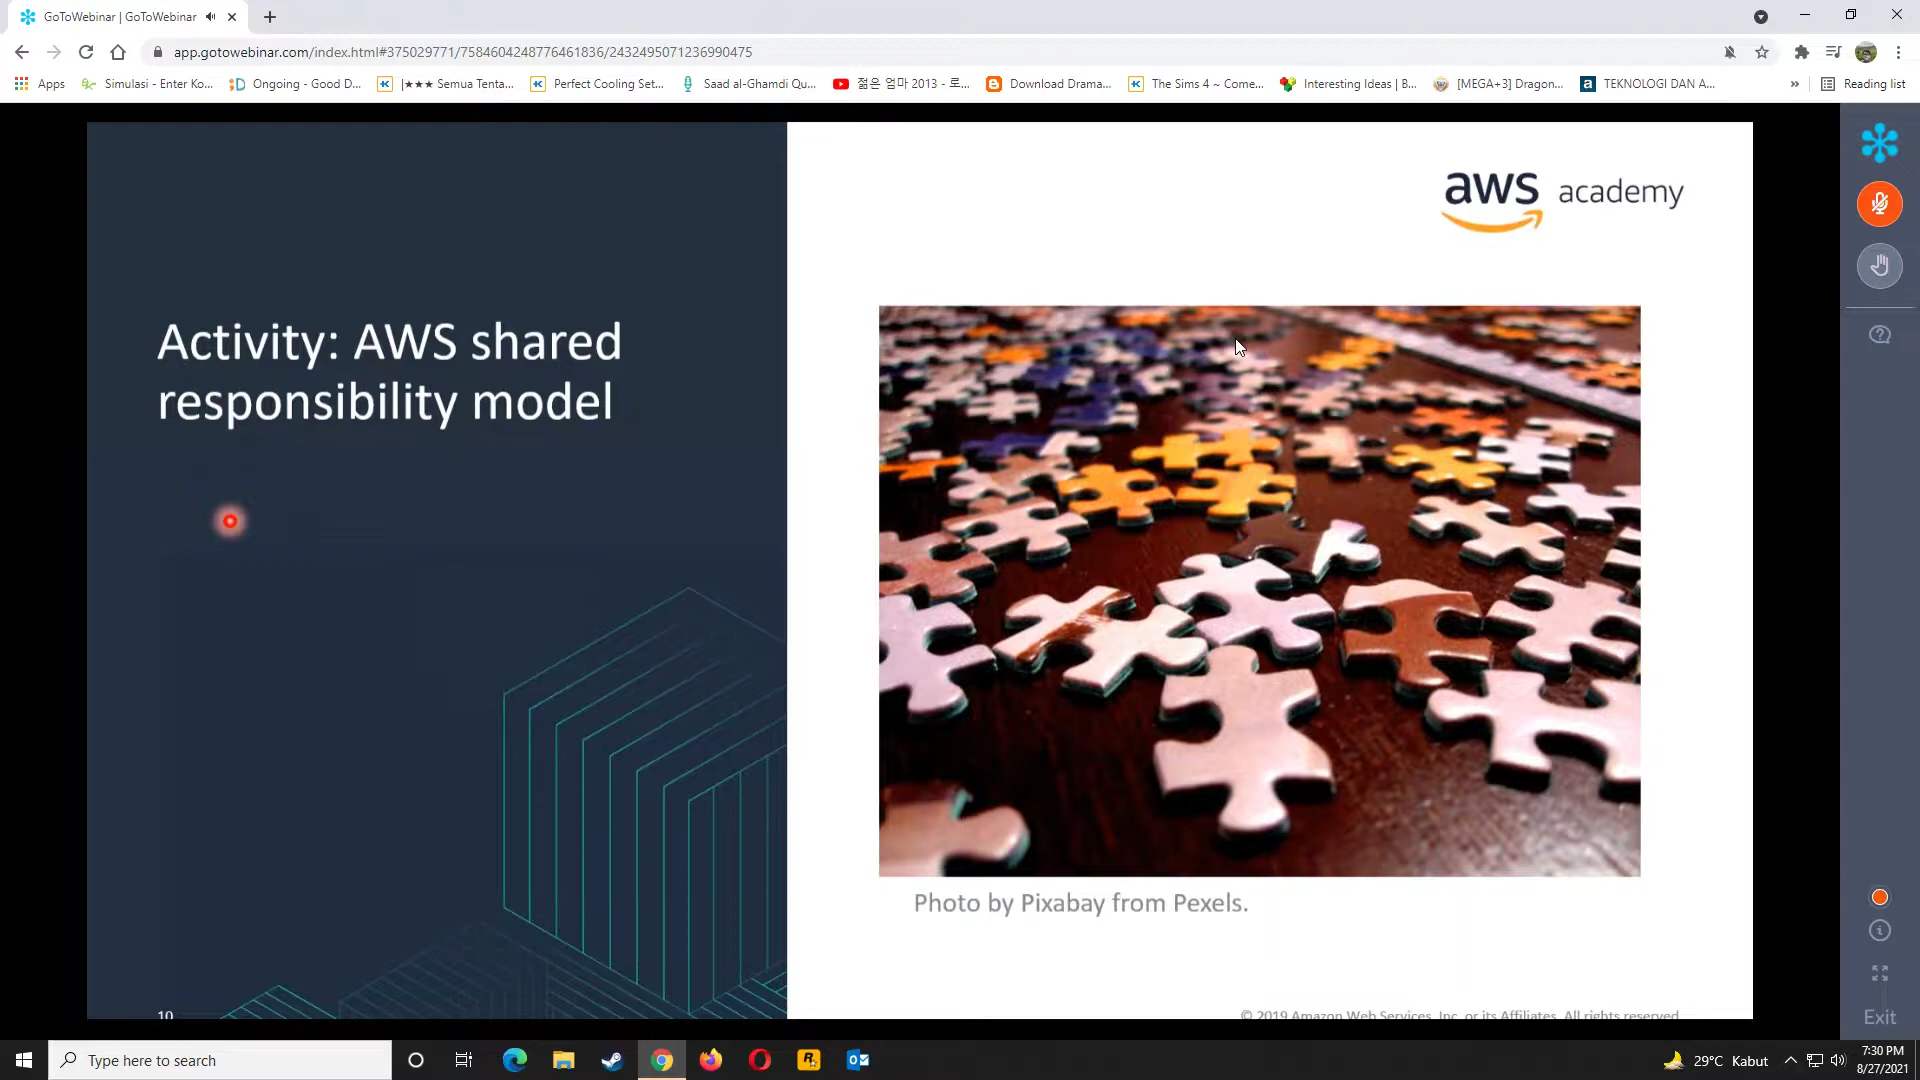 GoToWebinar | GoToWebinar
app.gotowebinar.com/index.html#375029771/7584604248776461836/2432495071236990475
Apps
Simulasi - Enter Ko...
Ongoing - Good D...
|★★★ Semua Tenta...
Perfect Cooling Set...
Saad al-Ghamdi Qu...
젊은 엄마 2013 - 로...
Download Drama...
The Sims 4 ~ Come...
Interesting Ideas | B...
[MEGA+3] Dragon...
TEKNOLOGI DAN A...
»
Reading list
aws academy
Activity: AWS shared
responsibility model
Photo by Pixabay from Pexels.
10
© 2019 Amazon Web Services, Inc. or its Affiliates. All rights reserved
Exit
Type here to search
29°C Kabut
7:30 PM
8/27/2021